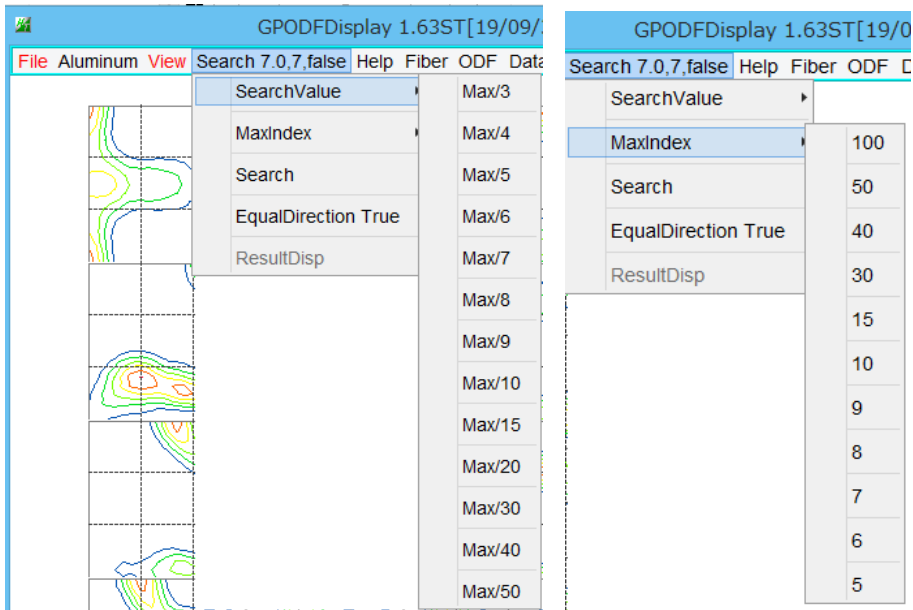 GPODFDisplay 1.63ST[19/09/
File Aluminum View Search 7.0,7,false Help Fiber ODF Data
SearchValue
MaxIndex
Search
EqualDirection True
ResultDisp
Max/3
Max/4
Max/5
Max/6
Max/7
Max/8
Max/9
Max/10
Max/15
Max/20
Max/30
Max/40
Max/50
GPODFDisplay 1.63ST[19/0
Search 7.0,7,false Help Fiber ODF
SearchValue
MaxIndex
Search
EqualDirection True
ResultDisp
100
50
40
30
15
10
9
8
7
6
5